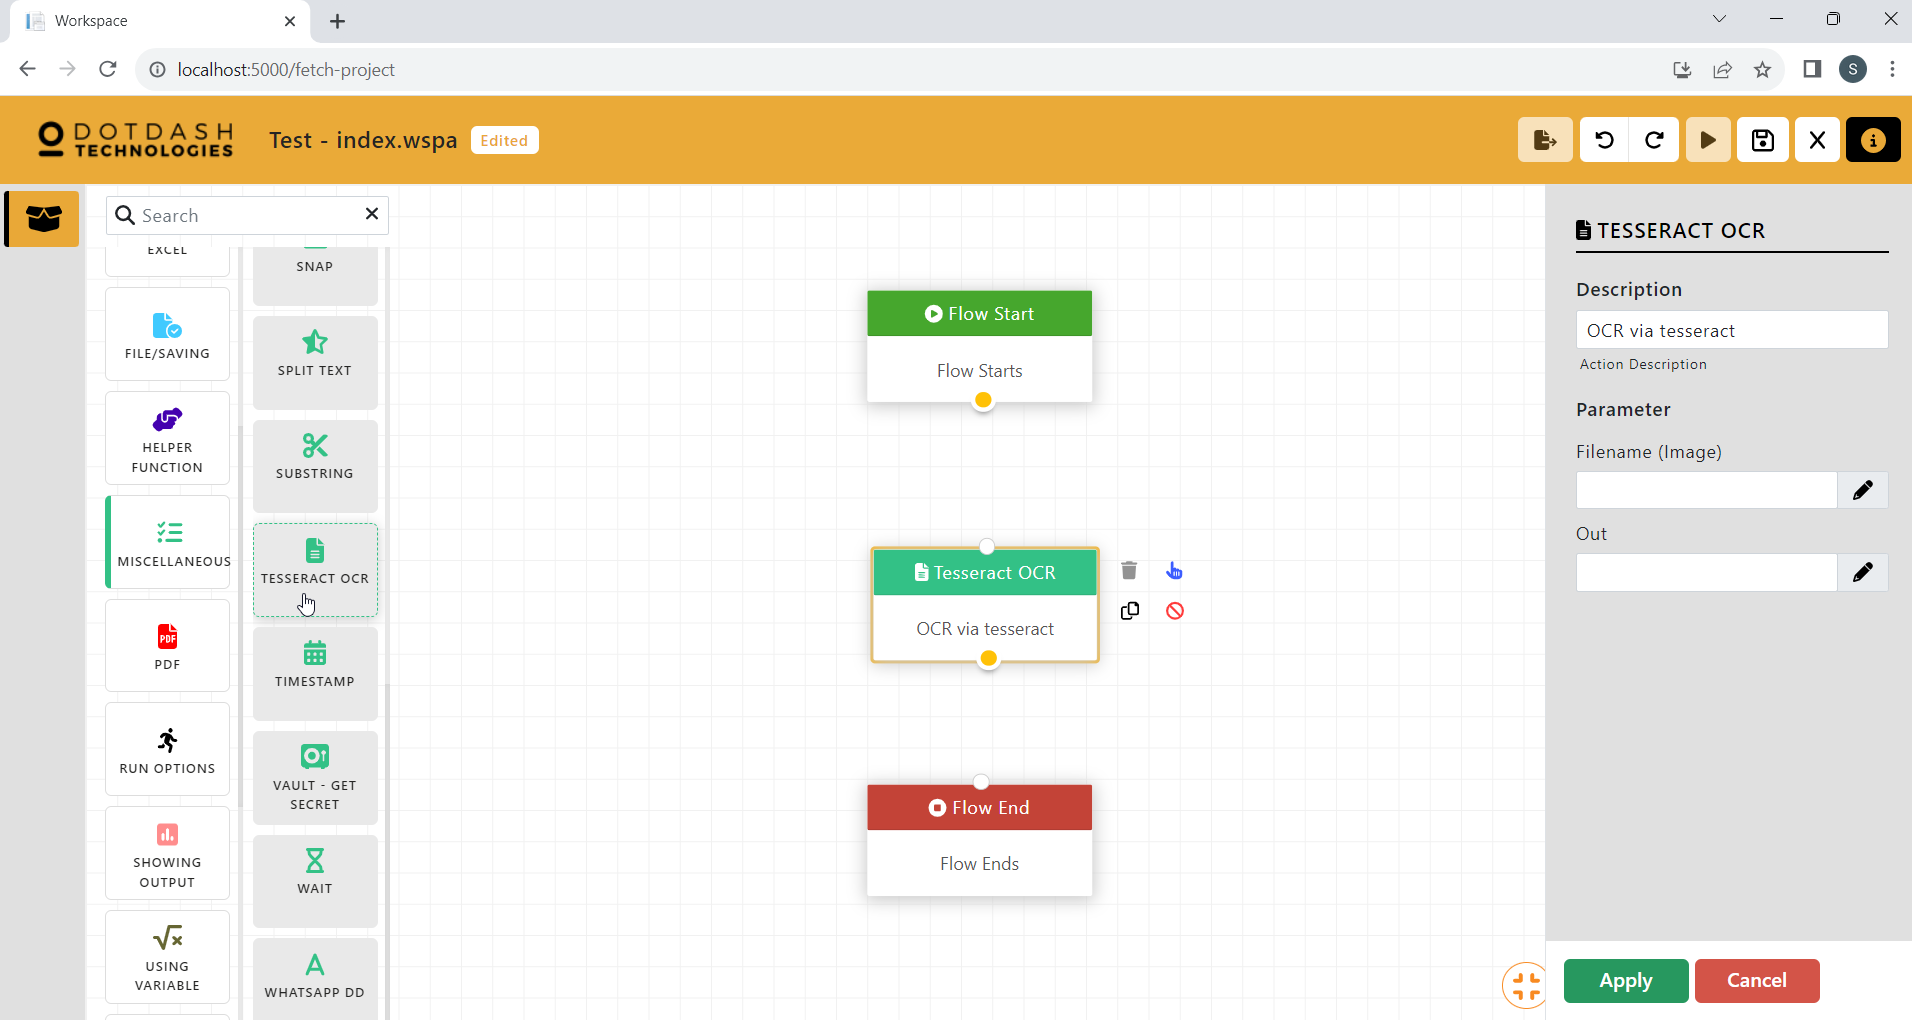 Workspace
localhost:5000/fetch-project
S
DOTDASH
TECHNOLOGIES
Test - index.wspa
Edited
Search
EXCEL
FILE/SAVING
HELPER
FUNCTION
MISCELLANEOUS
PDF
PDF
RUN OPTIONS
SHOWING
OUTPUT
USING
VARIABLE
SNAP
SPLIT TEXT
SUBSTRING
TESSERACT OCR
TIMESTAMP
VAULT - GET
SECRET
WAIT
WHATSAPP DD
Flow Start
Flow Starts
Tesseract OCR
OCR via tesseract
Flow End
Flow Ends
TESSERACT OCR
Description
OCR via tesseract
Action Description
Parameter
Filename (Image)
Out
Apply
Cancel